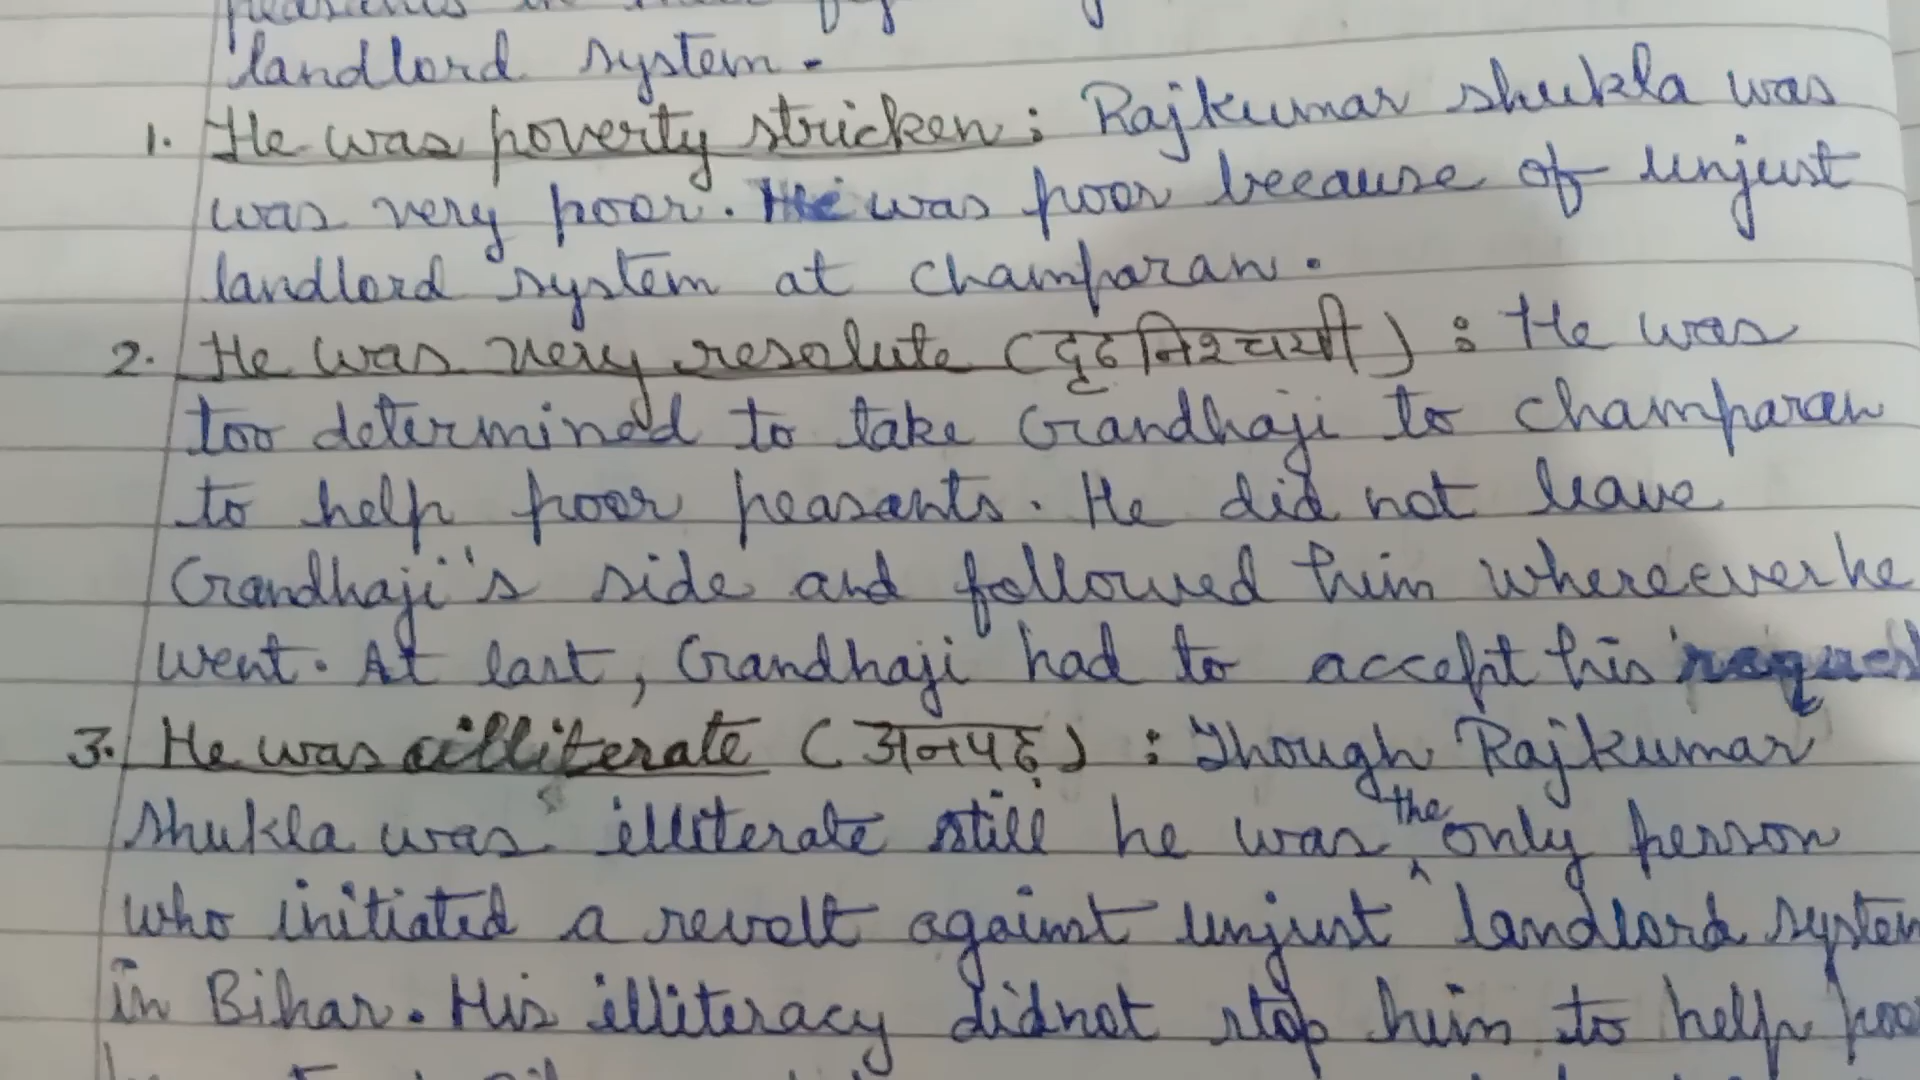 landlord system.
1. He was poverty stricken: Rajkumar shukla was
was very poor. He was poor because of unjust
landlord system at champaran.
2. He was very resolute (दृढ़ निश्चयी) : He was
too determined to take Gandhaji to champaran
to help poor peasants. He did not leave
Gandhaji's side and followed him whereever he
went. At last, Gandhaji had to accept his request
3. He was illiterate (अनपढ़) : Though Rajkumar
shukla was illiterate still he was the only person
who initiated a revolt against unjust landlord system
in Bihar. His illiteracy didnot stop him to help poor